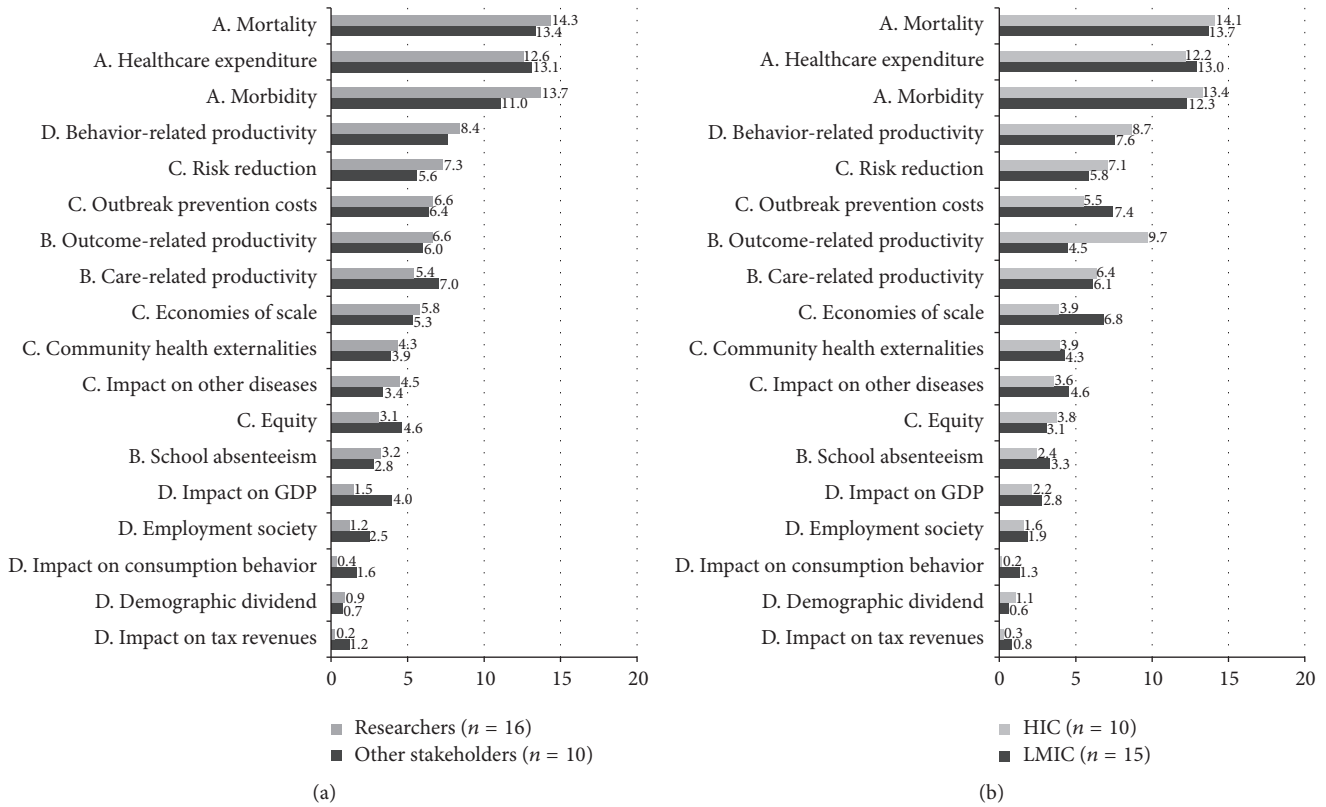 A. Mortality
14.3
13.4
A. Healthcare expenditure
12.6
13.1
A. Morbidity
13.7
11.0
D. Behavior-related productivity
8.4
C. Risk reduction
7.3
5.6
C. Outbreak prevention costs
6.6
6.4
B. Outcome-related productivity
6.6
6.0
B. Care-related productivity
5.4
7.0
C. Economies of scale
5.8
5.3
C. Community health externalities
4.3
3.9
C. Impact on other diseases
4.5
3.4
C. Equity
3.1
4.6
B. School absenteeism
3.2
2.8
D. Impact on GDP
1.5
4.0
D. Employment society
1.2
2.5
D. Impact on consumption behavior
0.4
1.6
D. Demographic dividend
0.9
0.7
D. Impact on tax revenues
0.2
1.2
0 5 10 15 20
Researchers (n = 16)
Other stakeholders (n = 10)
(a)
A. Mortality
14.1
13.7
A. Healthcare expenditure
12.2
13.0
A. Morbidity
13.4
12.3
D. Behavior-related productivity
8.7
7.6
C. Risk reduction
7.1
5.8
C. Outbreak prevention costs
5.5
7.4
B. Outcome-related productivity
9.7
4.5
B. Care-related productivity
6.4
6.1
C. Economies of scale
3.9
6.8
C. Community health externalities
3.9
4.3
C. Impact on other diseases
3.6
4.6
C. Equity
3.8
3.1
B. School absenteeism
2.4
3.3
D. Impact on GDP
2.2
2.8
D. Employment society
1.6
1.9
D. Impact on consumption behavior
0.2
1.3
D. Demographic dividend
1.1
0.6
D. Impact on tax revenues
0.3
0.8
0 5 10 15 20
HIC (n = 10)
LMIC (n = 15)
(b)